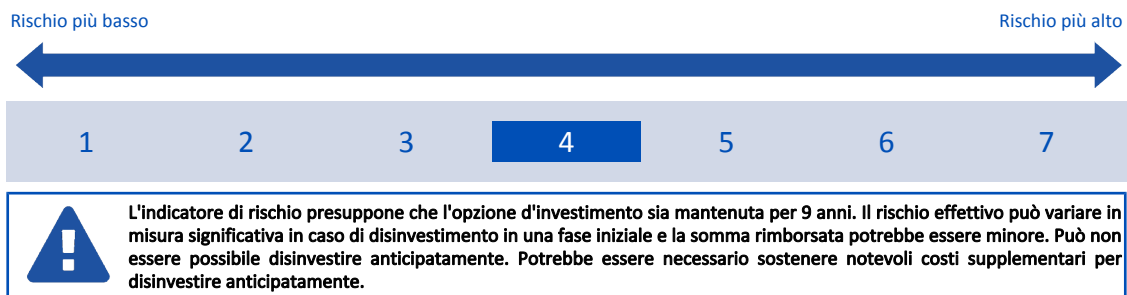 Rischio più basso Rischio più alto
1 2 3 4 5 6 7
L'indicatore di rischio presuppone che l'opzione d'investimento sia mantenuta per 9 anni. Il rischio effettivo può variare in
misura significativa in caso di disinvestimento in una fase iniziale e la somma rimborsata potrebbe essere minore. Può non
essere possibile disinvestire anticipatamente. Potrebbe essere necessario sostenere notevoli costi supplementari per
disinvestire anticipatamente.